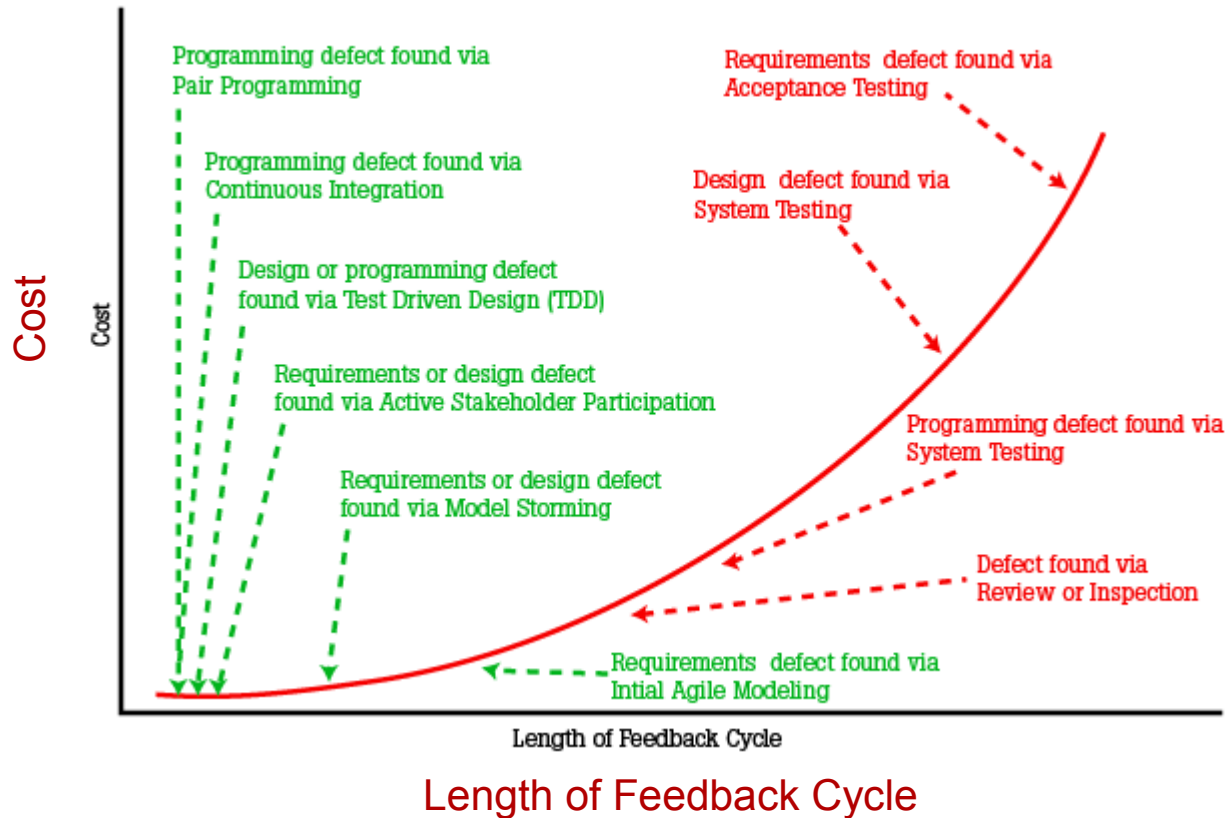 Programming defect found via
Pair Programming
Programming defect found via
Continuous Integration
Design or programming defect
found via Test Driven Design (TDD)
Requirements or design defect
found via Active Stakeholder Participation
Requirements or design defect
found via Model Storming
Requirements defect found via
Intial Agile Modeling
Requirements defect found via
Acceptance Testing
Design defect found via
System Testing
Programming defect found via
System Testing
Defect found via
Review or Inspection
Cost
Cost
Length of Feedback Cycle
Length of Feedback Cycle